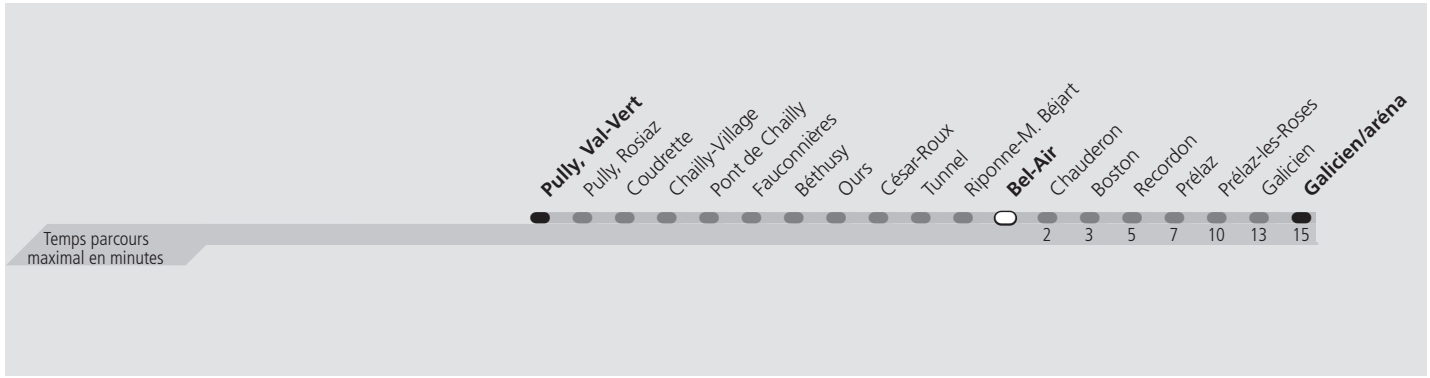 Pully, Val-Vert
Pully, Rosiaz
Coudrette
Chailly-Village
Pont de Chailly
Fauconnières
Béthusy
Ours
César-Roux
Tunnel
Riponne-M. Béjart
Bel-Air
Chauderon
Boston
Recordon
Prélaz
Prélaz-les-Roses
Galicien
Galicien/aréna
Temps parcours
maximal en minutes
2 3 5 7 10 13 15